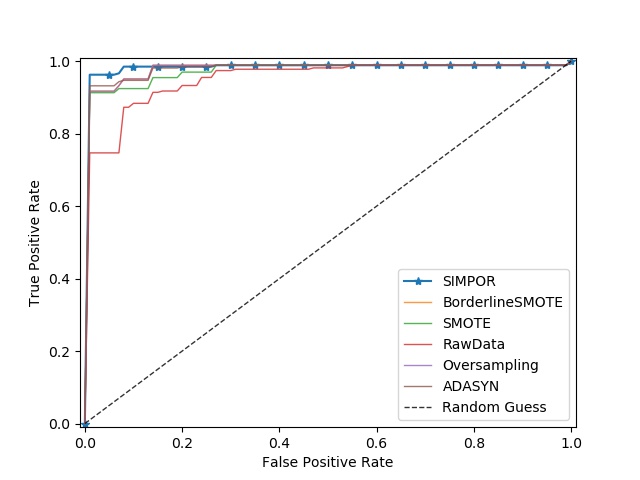 1.0
0.8
0.6
0.4
0.2
0.0
True Positive Rate
SIMPOR
BorderlineSMOTE
SMOTE
RawData
Oversampling
ADASYN
Random Guess
0.0 0.2 0.4 0.6 0.8 1.0
False Positive Rate